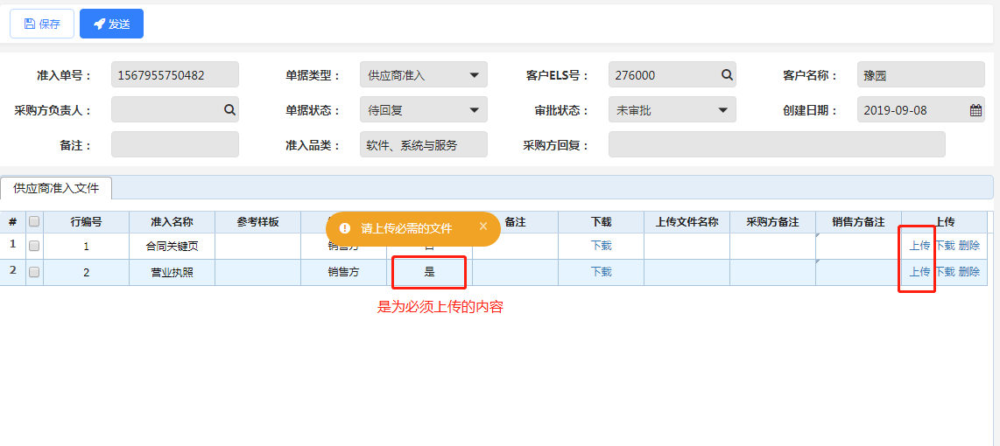 保存 发送
准入单号： 1567955750482 单据类型： 供应商准入 客户ELS号： 276000 客户名称： 豫园
采购方负责人： 单据状态： 待回复 审批状态： 未审批 创建日期： 2019-09-08
备注： 准入品类： 软件、系统与服务 采购方回复：
供应商准入文件
请上传必需的文件 ×
# 行编号 准入名称 参考样板 备注 下载 上传文件名称 采购方备注 销售方备注 上传
1 1 合同关键页 销售方 下载 上传 下载 删除
2 2 营业执照 销售方 是 下载 上传 下载 删除
是为必须上传的内容